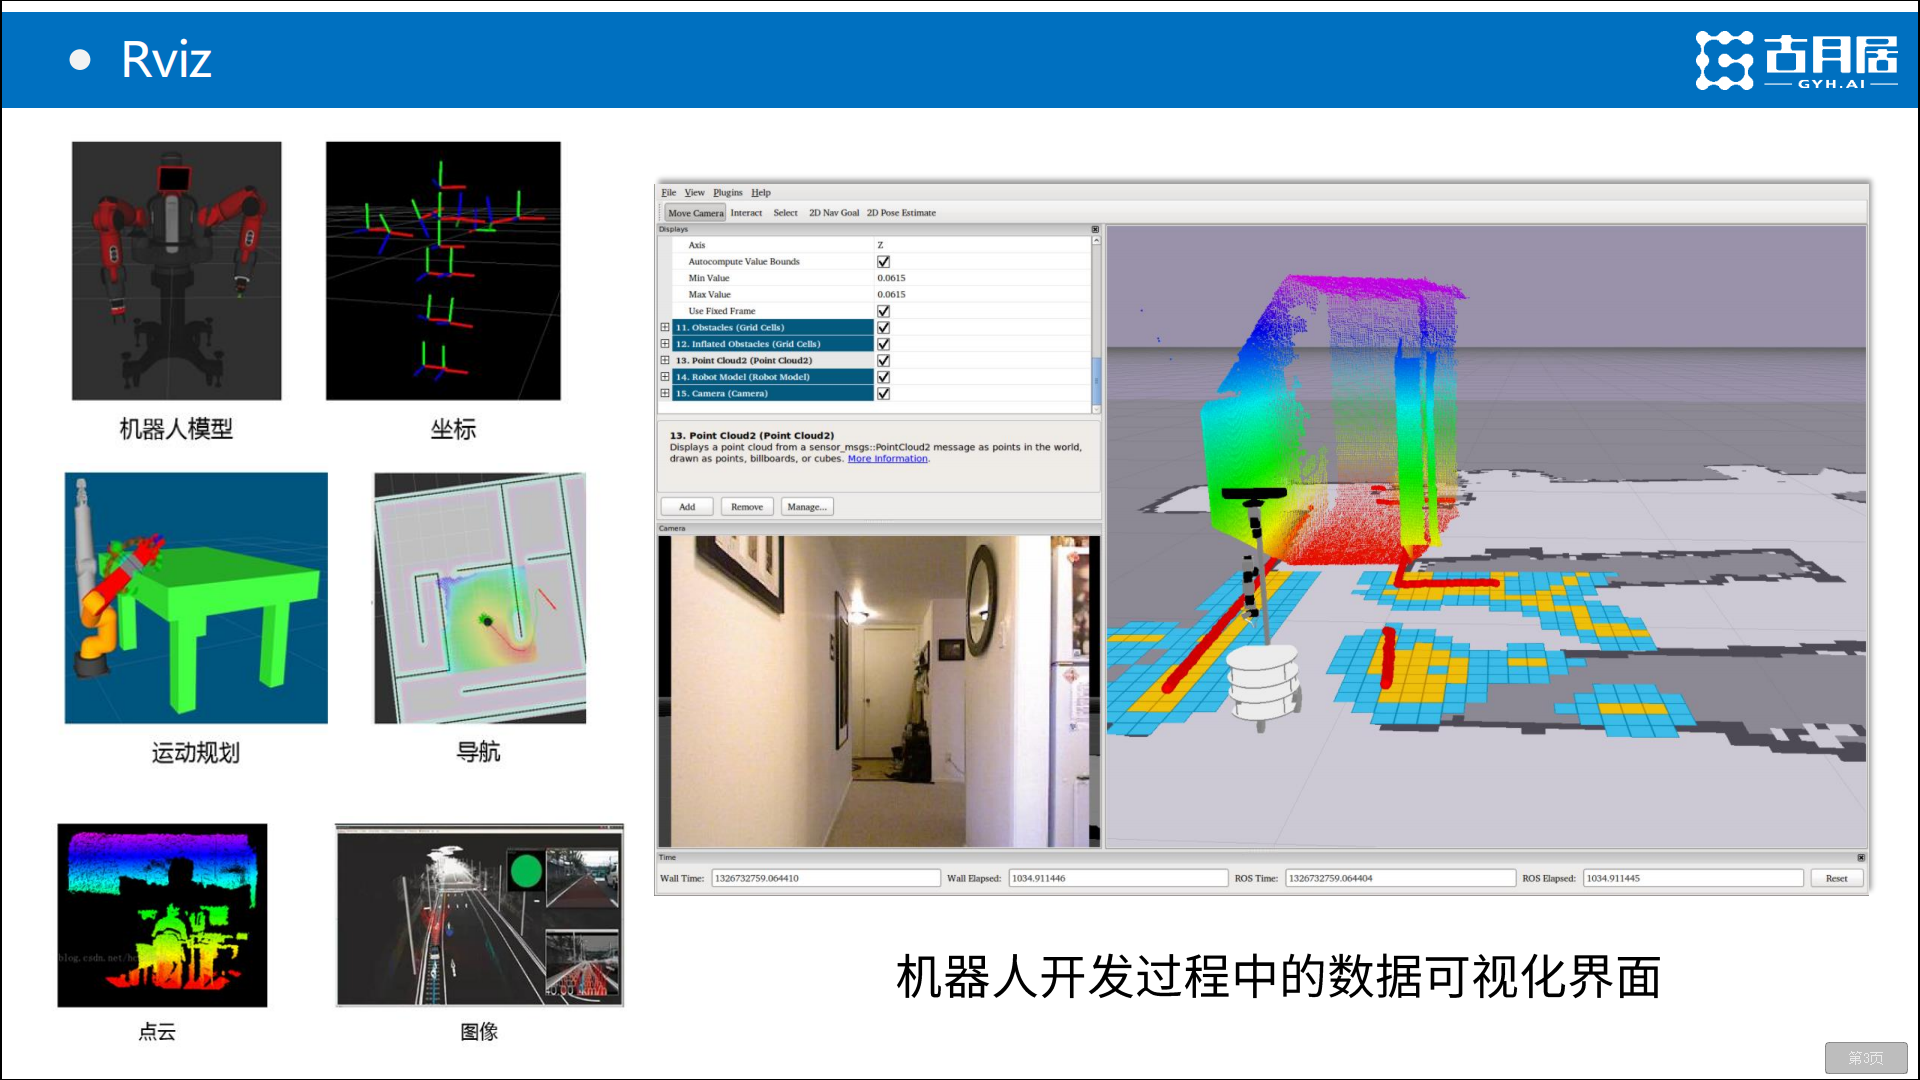 Rviz
古月居
GYH.AI
机器人模型
坐标
运动规划
导航
blog.csdn.net/hc
点云
图像
File View Plugins Help
Move Camera Interact Select 2D Nav Goal 2D Pose Estimate
Displays
Axis Z
Autocompute Value Bounds
Min Value 0.0615
Max Value 0.0615
Use Fixed Frame
11. Obstacles (Grid Cells)
12. Inflated Obstacles (Grid Cells)
13. Point Cloud2 (Point Cloud2)
14. Robot Model (Robot Model)
15. Camera (Camera)
13. Point Cloud2 (Point Cloud2)
Displays a point cloud from a sensor_msgs::PointCloud2 message as points in the world,
drawn as points, billboards, or cubes. More Information.
Add Remove Manage...
Camera
Time
Wall Time: 1326732759.064410 Wall Elapsed: 1034.911446 ROS Time: 1326732759.064404 ROS Elapsed: 1034.911445 Reset
机器人开发过程中的数据可视化界面
第3页